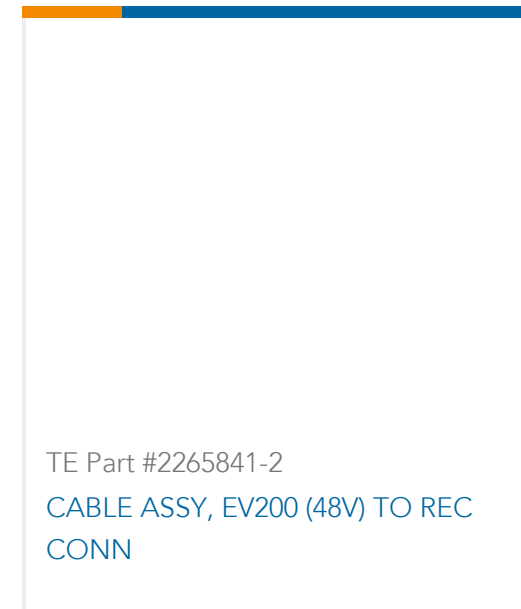 TE Part #2265841-2
CABLE ASSY, EV200 (48V) TO REC
CONN